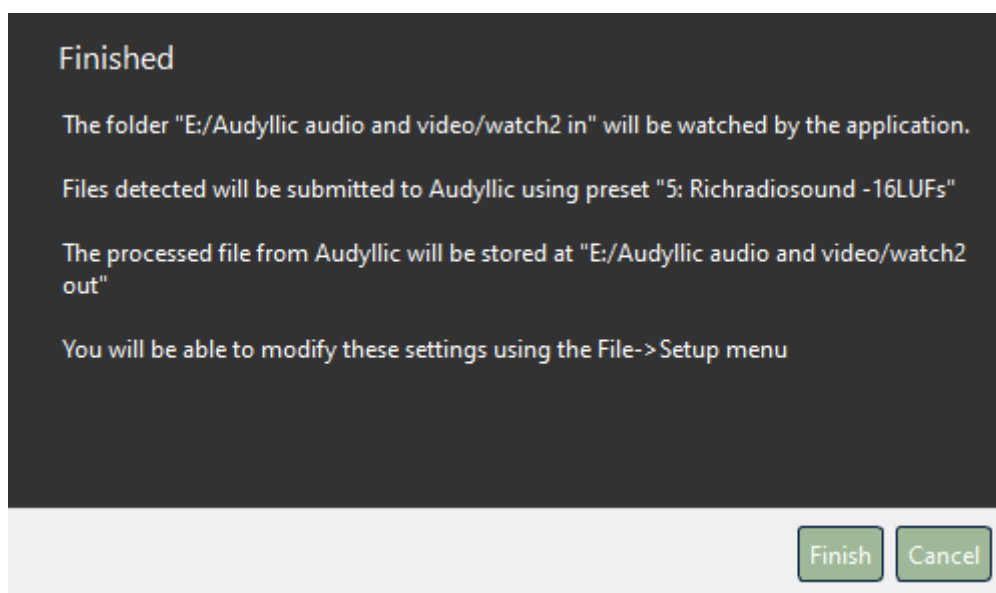 Finished
The folder "E:/Audyllic audio and video/watch2 in" will be watched by the application.
Files detected will be submitted to Audyllic using preset "5: Richradiosound -16LUFs"
The processed file from Audyllic will be stored at "E:/Audyllic audio and video/watch2
out"
You will be able to modify these settings using the File->Setup menu
Finish Cancel